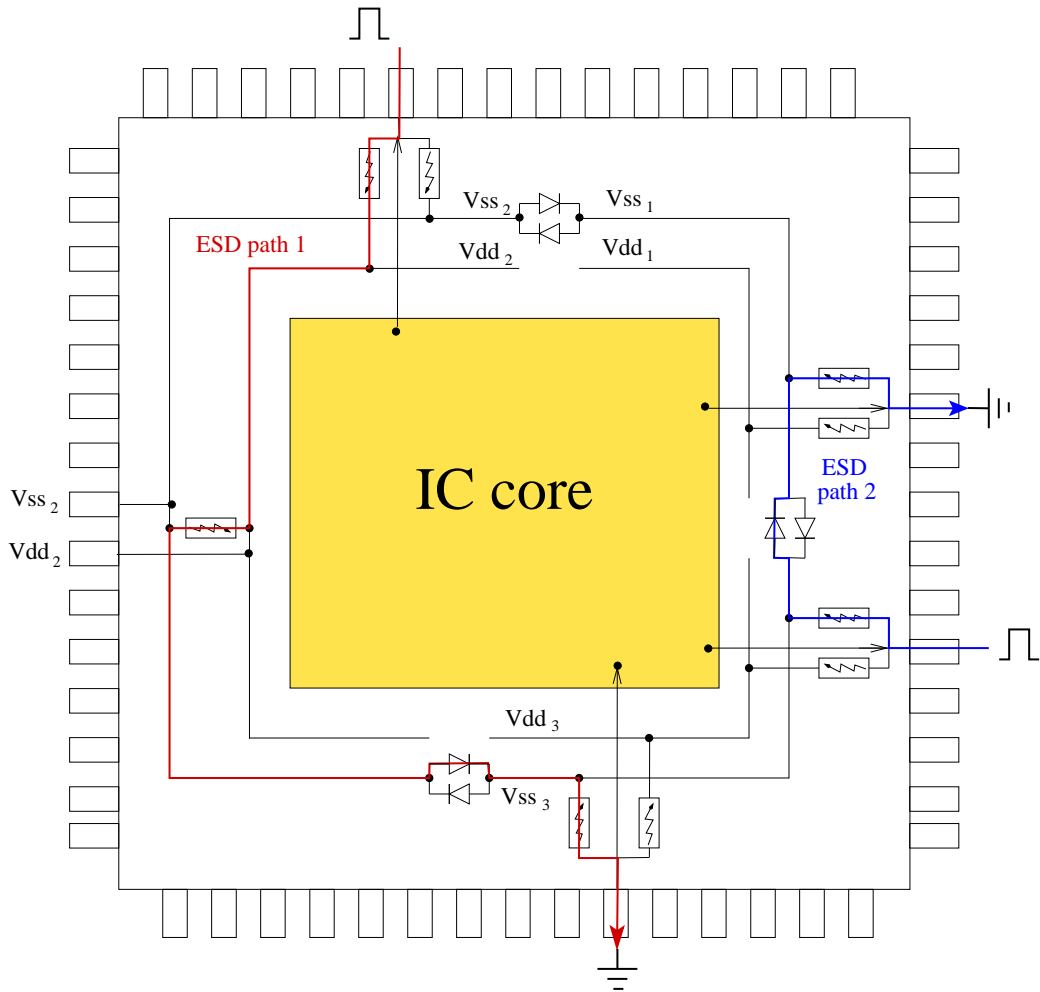 Vss 2
Vss 1
ESD path 1
Vdd 2
Vdd 1
IC core
ESD
path 2
Vss 2
Vdd 2
Vdd 3
Vss 3